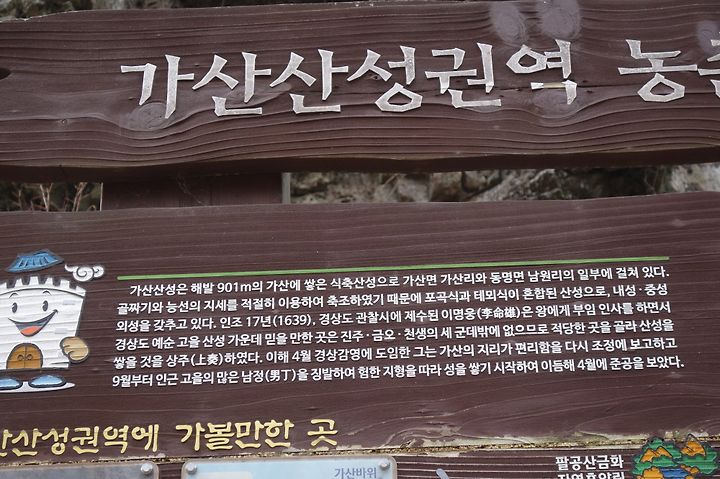 가산산성권역 농
가산산성은 해발 901m의 가산에 쌓은 식축산성으로 가산면 가산리와 동명면 남원리의 일부에 걸쳐 있다.
골짜기와 능선의 지세를 적절히 이용하여 축조하였기 때문에 포곡식과 테뫼식이 혼합된 산성으로, 내성·중성
외성을 갖추고 있다. 인조 17년(1639), 경상도 관찰사에 제수된 이명웅(李命雄)은 왕에게 부임 인사를 하면서
경상도 예순 고을 산성 가운데 믿을 만한 곳은 진주·금오·천생의 세 군데밖에 없으므로 적당한 곳을 골라 산성을
쌓을 것을 상주(上奏)하였다. 이해 4월 경상감영에 도임한 그는 가산의 지리가 편리함을 다시 조정에 보고하고
9월부터 인근 고을의 많은 남정(男丁)을 징발하여 험한 지형을 따라 성을 쌓기 시작하여 이듬해 4월에 준공을 보았다.
산산성권역에 가볼만한 곳
가산바위
팔공산금화
자연휴양림